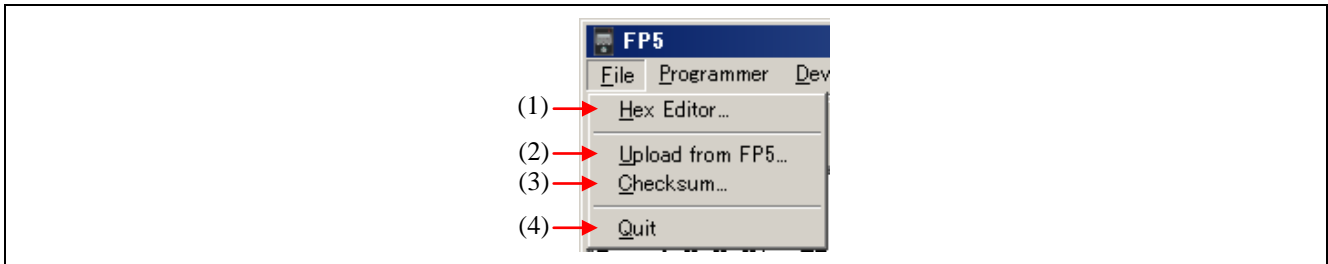 FP5
File Programmer Dev
(1) Hex Editor...
(2) Upload from FP5...
(3) Checksum...
(4) Quit